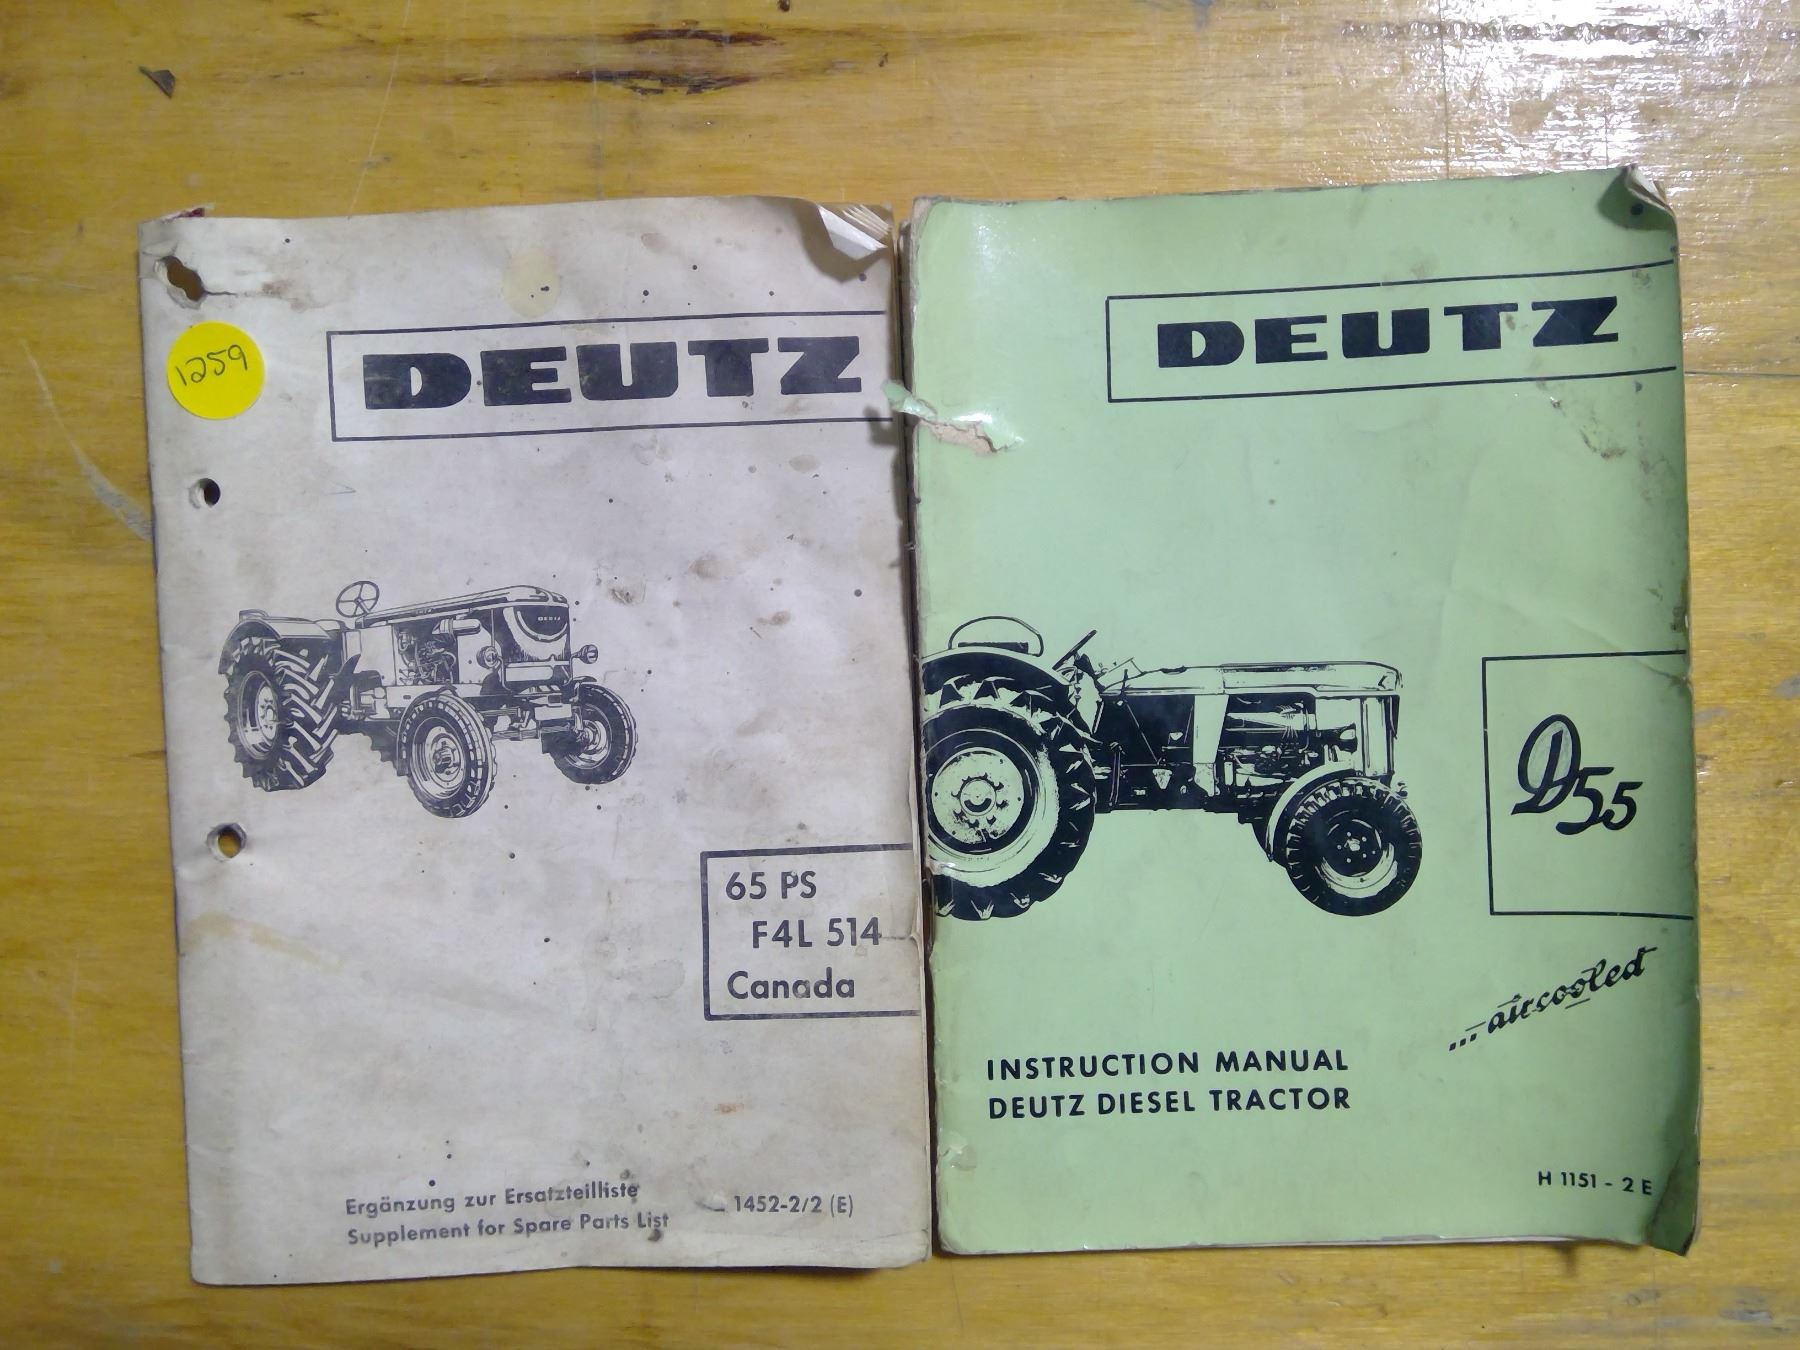 1259
DEUTZ
DEUTZ
65 PS
F4L 514
Canada
Ergänzung zur Ersatzteilliste
Supplement for Spare Parts List
1452-2/2 (E)
DEUTZ
D55
...aircooled
INSTRUCTION MANUAL
DEUTZ DIESEL TRACTOR
H 1151 - 2 E